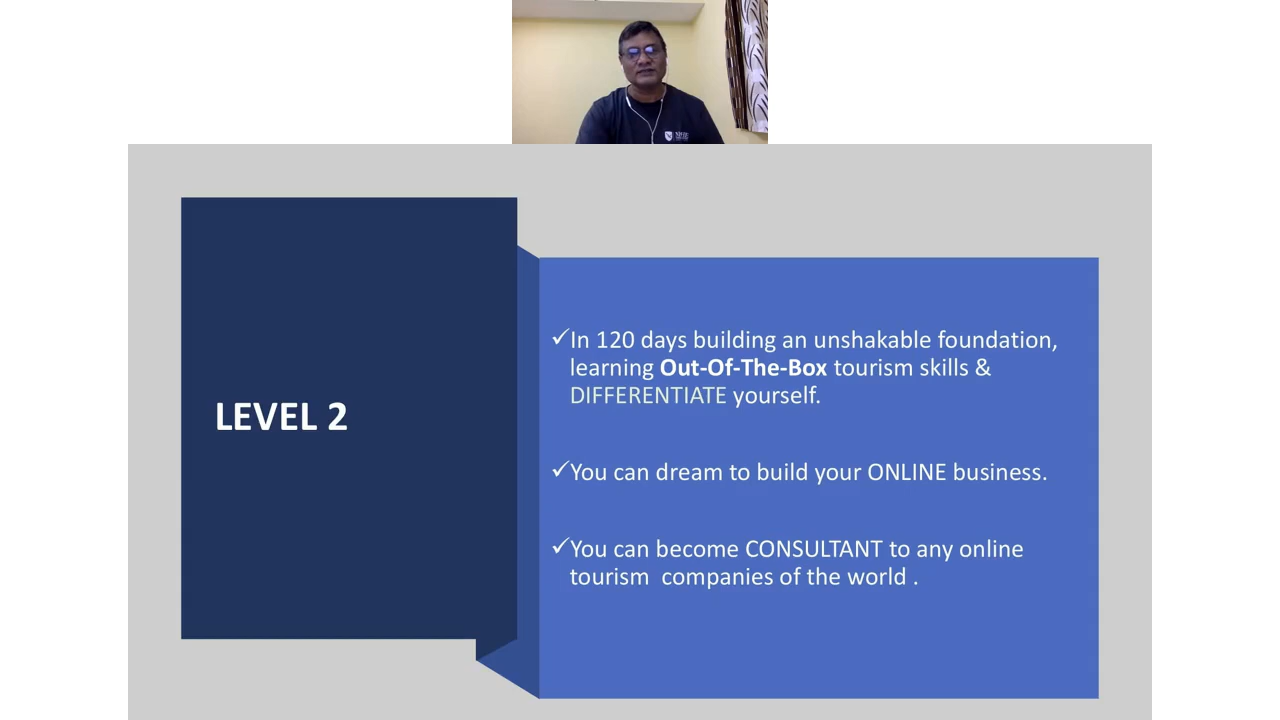 LEVEL 2
✓In 120 days building an unshakable foundation,
learning Out-Of-The-Box tourism skills &
DIFFERENTIATE yourself.
✓You can dream to build your ONLINE business.
✓You can become CONSULTANT to any online
tourism companies of the world .